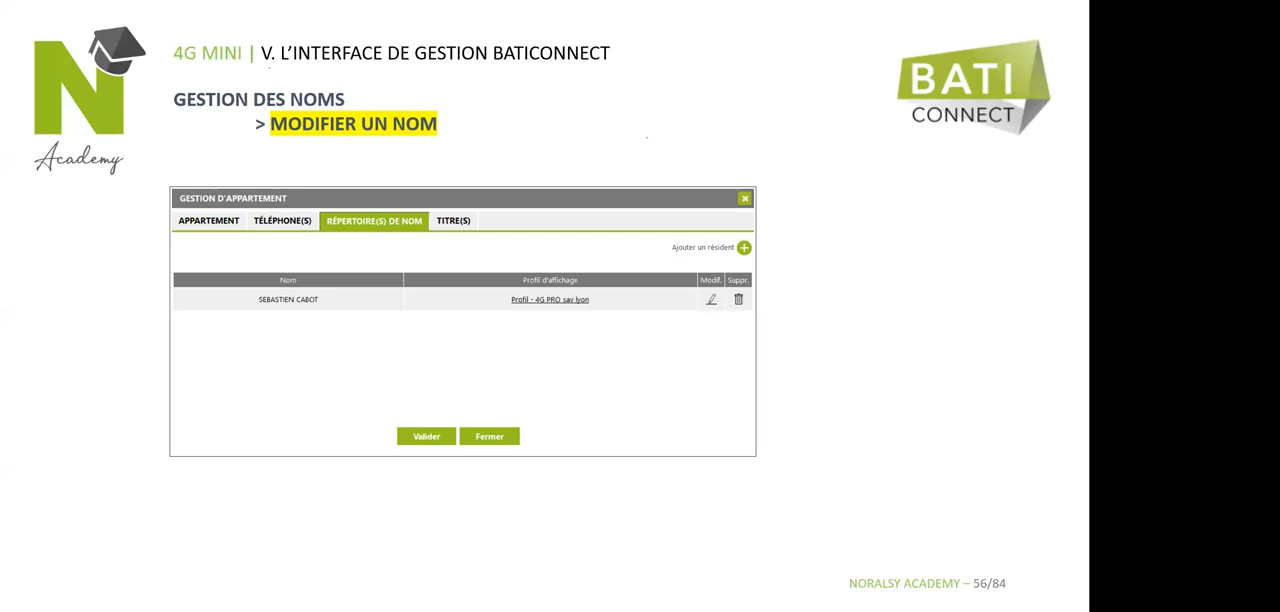 N
Academy
4G MINI | V. L’INTERFACE DE GESTION BATICONNECT
GESTION DES NOMS
> MODIFIER UN NOM
BATI
CONNECT
GESTION D'APPARTEMENT
APPARTEMENT TÉLÉPHONE(S) RÉPERTOIRE(S) DE NOM TITRE(S)
Ajouter un résident
Nom Profil d'affichage Modif. Suppr.
SEBASTIEN CABOT Profil - 4G PRO sav lyon
Valider Fermer
NORALSY ACADEMY – 56/84